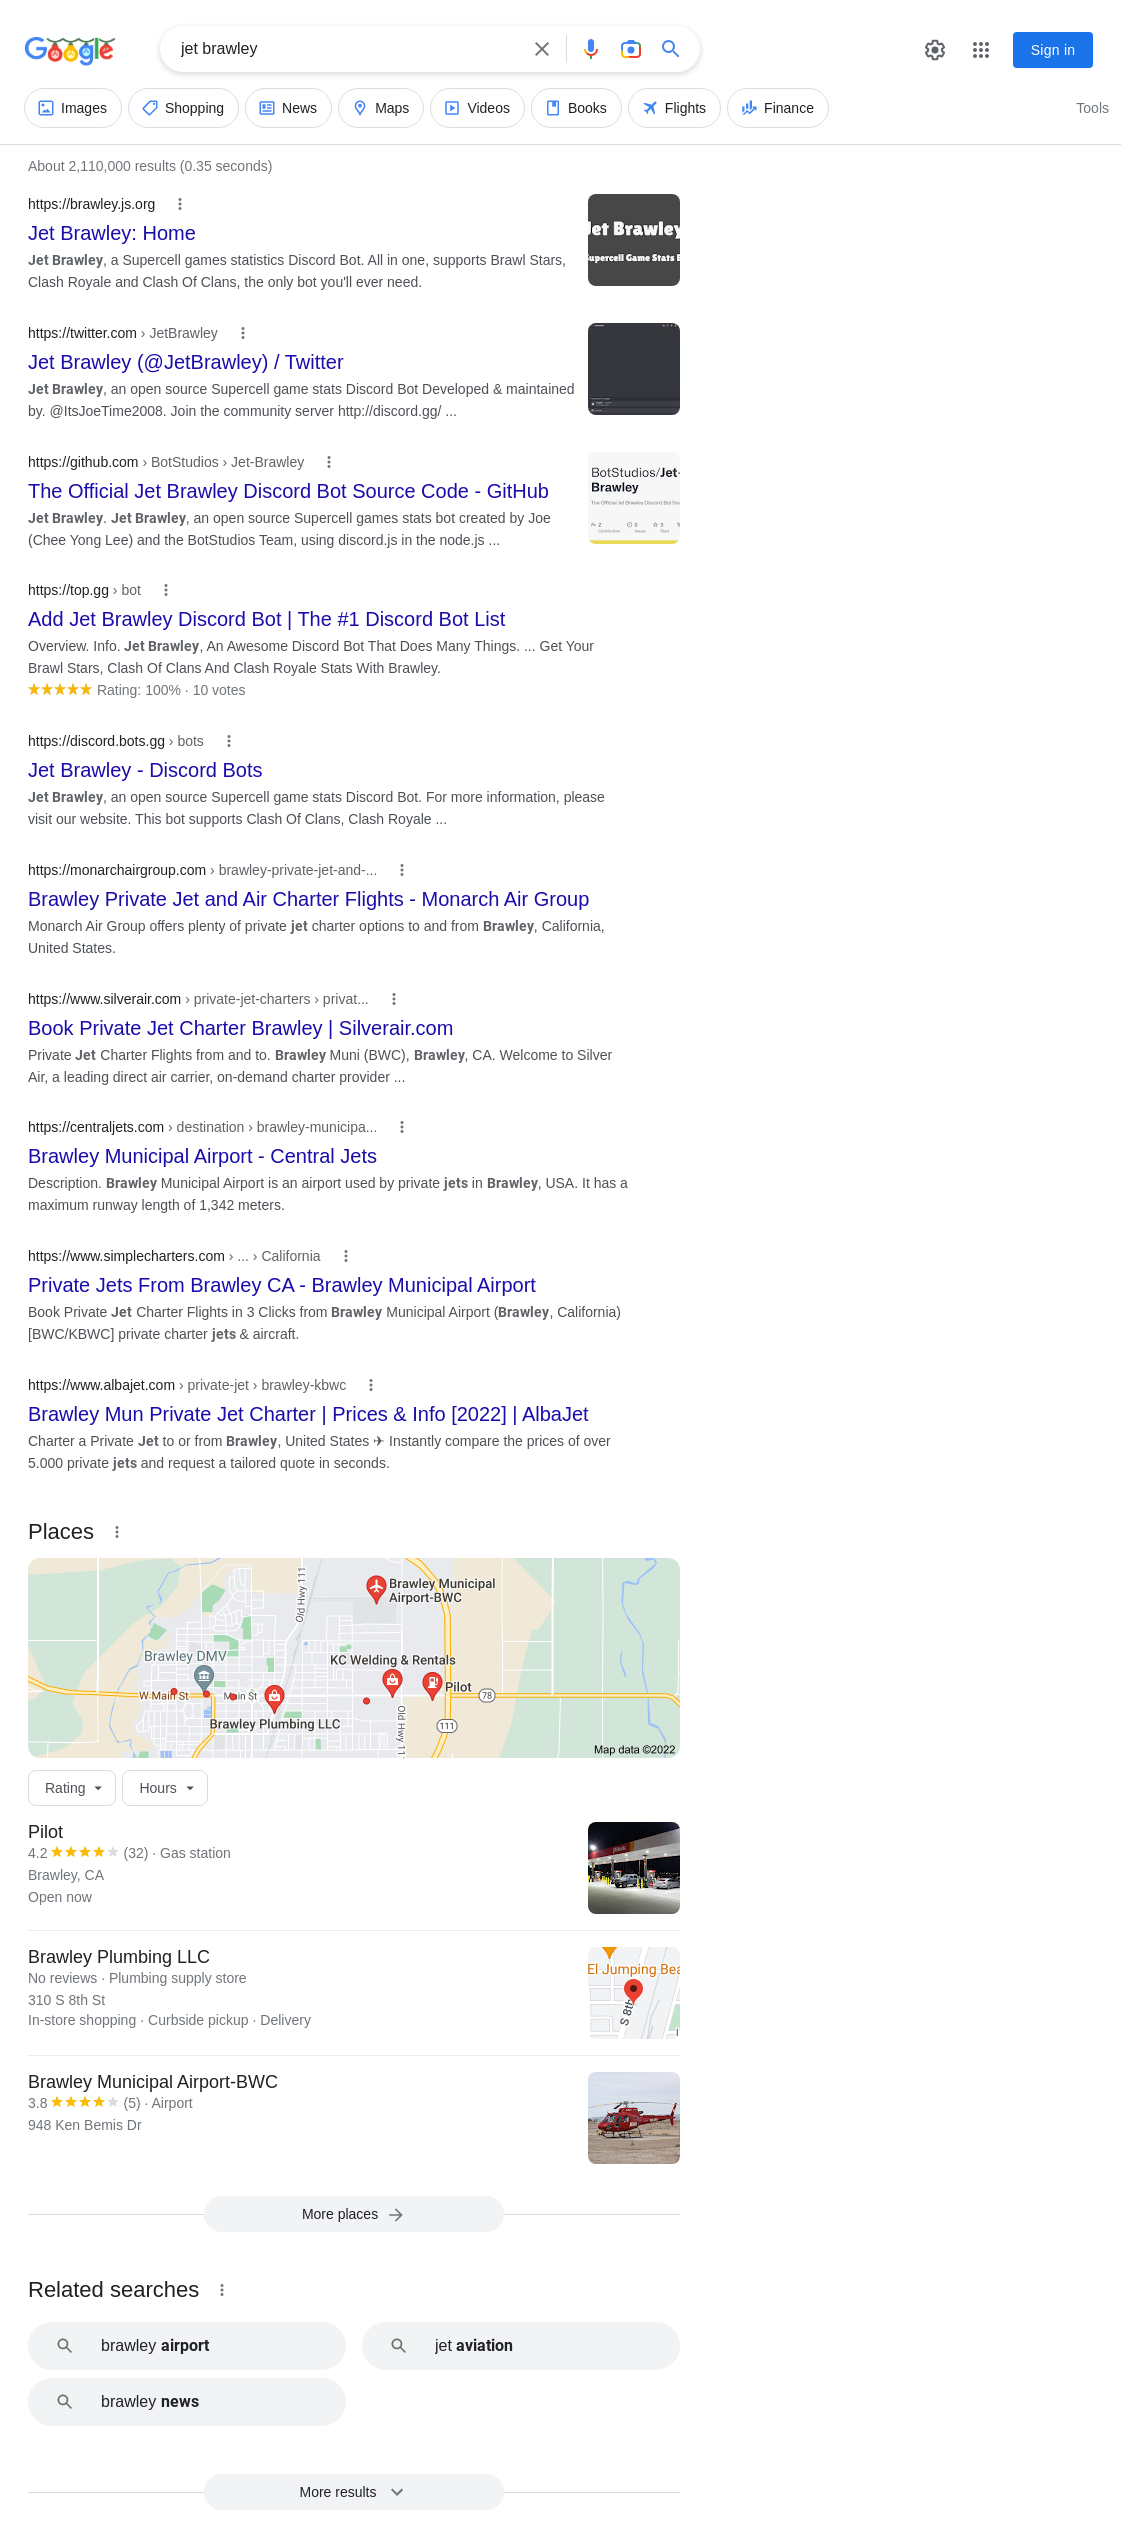 Google
jet brawley
Sign in
Images
Shopping
News
Maps
Videos
Books
Flights
Finance
Tools
About 2,110,000 results (0.35 seconds)
https://brawley.js.org
Jet Brawley: Home
Jet Brawley, a Supercell games statistics Discord Bot. All in one, supports Brawl Stars,
Clash Royale and Clash Of Clans, the only bot you'll ever need.
Jet Brawley
Supercell Game Stats
https://twitter.com › JetBrawley
Jet Brawley (@JetBrawley) / Twitter
Jet Brawley, an open source Supercell game stats Discord Bot Developed & maintained
by. @ItsJoeTime2008. Join the community server http://discord.gg/ ...
https://github.com › BotStudios › Jet-Brawley
The Official Jet Brawley Discord Bot Source Code - GitHub
Jet Brawley. Jet Brawley, an open source Supercell games stats bot created by Joe
(Chee Yong Lee) and the BotStudios Team, using discord.js in the node.js ...
BotStudios/Jet-
Brawley
The Official Jet Brawley Discord Bot
https://top.gg › bot
Add Jet Brawley Discord Bot | The #1 Discord Bot List
Overview. Info. Jet Brawley, An Awesome Discord Bot That Does Many Things. ... Get Your
Brawl Stars, Clash Of Clans And Clash Royale Stats With Brawley.
Rating: 100% · 10 votes
https://discord.bots.gg › bots
Jet Brawley - Discord Bots
Jet Brawley, an open source Supercell game stats Discord Bot. For more information, please
visit our website. This bot supports Clash Of Clans, Clash Royale ...
https://monarchairgroup.com › brawley-private-jet-and-...
Brawley Private Jet and Air Charter Flights - Monarch Air Group
Monarch Air Group offers plenty of private jet charter options to and from Brawley, California,
United States.
https://www.silverair.com › private-jet-charters › privat...
Book Private Jet Charter Brawley | Silverair.com
Private Jet Charter Flights from and to. Brawley Muni (BWC), Brawley, CA. Welcome to Silver
Air, a leading direct air carrier, on-demand charter provider ...
https://centraljets.com › destination › brawley-municipa...
Brawley Municipal Airport - Central Jets
Description. Brawley Municipal Airport is an airport used by private jets in Brawley, USA. It has a
maximum runway length of 1,342 meters.
https://www.simplecharters.com › ... › California
Private Jets From Brawley CA - Brawley Municipal Airport
Book Private Jet Charter Flights in 3 Clicks from Brawley Municipal Airport (Brawley, California)
[BWC/KBWC] private charter jets & aircraft.
https://www.albajet.com › private-jet › brawley-kbwc
Brawley Mun Private Jet Charter | Prices & Info [2022] | AlbaJet
Charter a Private Jet to or from Brawley, United States ✈ Instantly compare the prices of over
5.000 private jets and request a tailored quote in seconds.
Places
Old Hwy 111
Brawley Municipal
Airport-BWC
Brawley DMV
KC Welding & Rentals
W Main St
Main St
Pilot
78
Brawley Plumbing LLC
Old Hwy 11
111
Map data ©2022
Rating
Hours
Pilot
4.2 (32) · Gas station
Brawley, CA
Open now
Brawley Plumbing LLC
No reviews · Plumbing supply store
310 S 8th St
In-store shopping · Curbside pickup · Delivery
El Jumping Bea
S 8th
Brawley Municipal Airport-BWC
3.8 (5) · Airport
948 Ken Bemis Dr
More places
Related searches
brawley airport
jet aviation
brawley news
More results